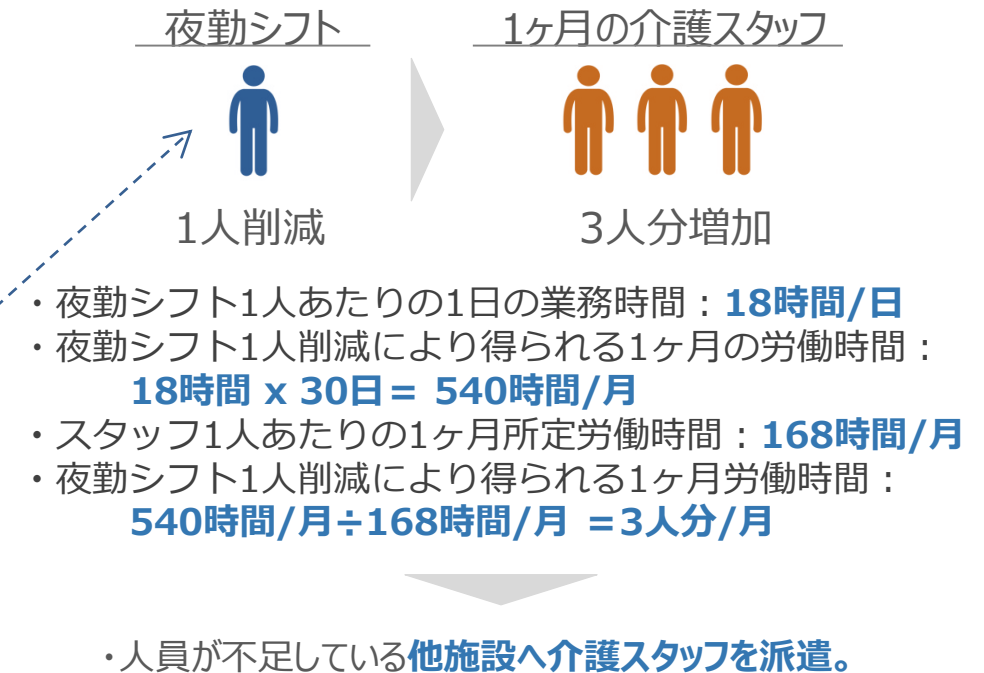 夜勤シフト
1ヶ月の介護スタッフ
1人削減
3人分増加
・夜勤シフト1人あたりの1日の業務時間：18時間/日
・夜勤シフト1人削減により得られる1ヶ月の労働時間：
18時間 x 30日＝ 540時間/月
・スタッフ1人あたりの1ヶ月所定労働時間：168時間/月
・夜勤シフト1人削減により得られる1ヶ月労働時間：
540時間/月÷168時間/月 ＝3人分/月
・人員が不足している他施設へ介護スタッフを派遣。